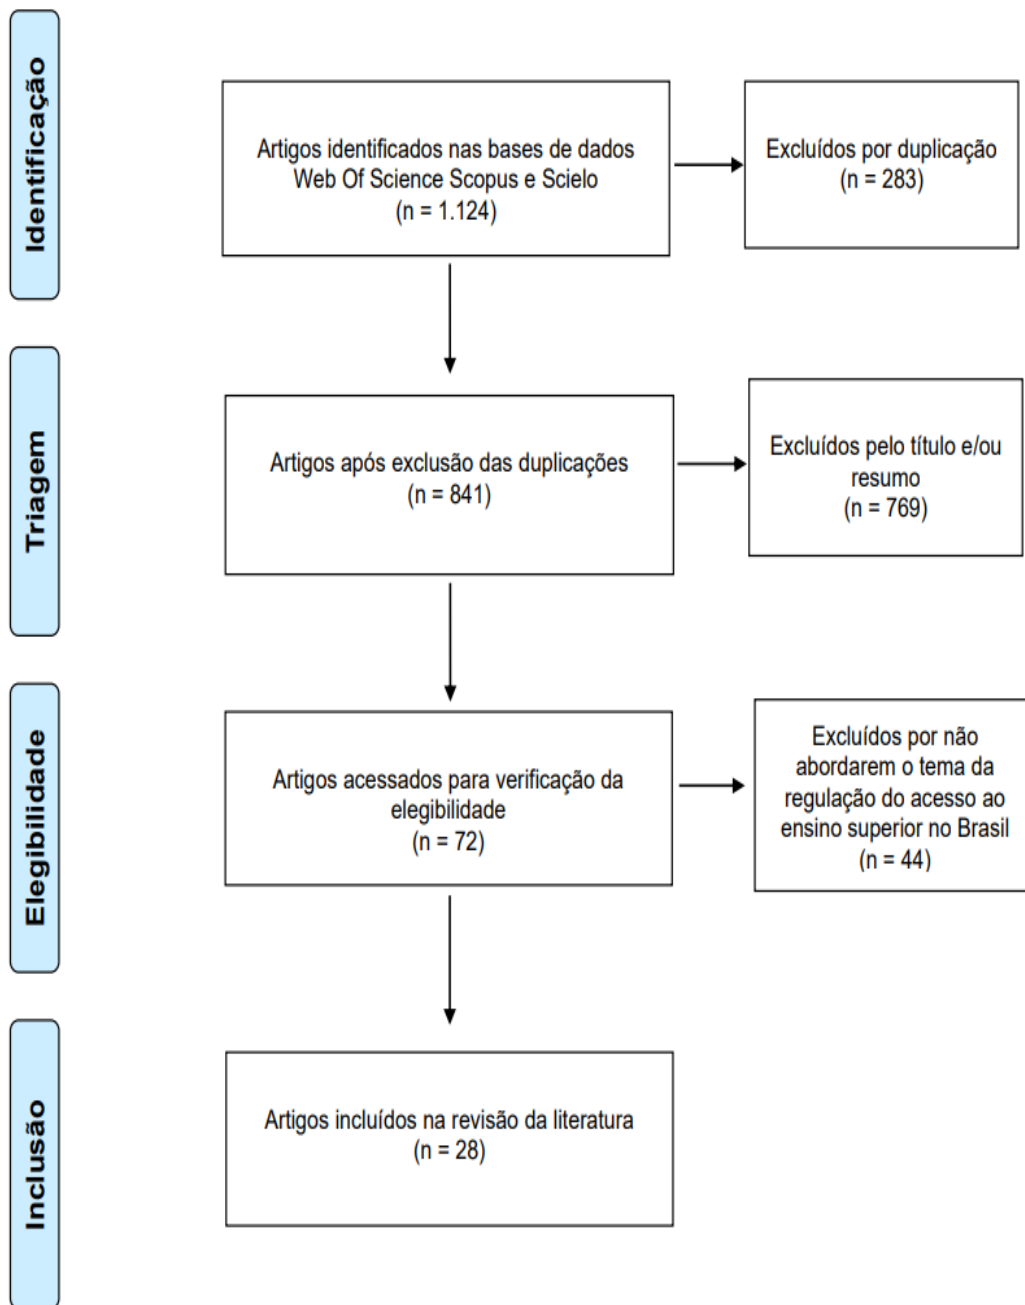 Identificação
Artigos identificados nas bases de dados
Web Of Science Scopus e Scielo
(n = 1.124)
Excluídos por duplicação
(n = 283)
Triagem
Artigos após exclusão das duplicações
(n = 841)
Excluídos pelo título e/ou
resumo
(n = 769)
Elegibilidade
Artigos acessados para verificação da
elegibilidade
(n = 72)
Excluídos por não
abordarem o tema da
regulação do acesso ao
ensino superior no Brasil
(n = 44)
Inclusão
Artigos incluídos na revisão da literatura
(n = 28)